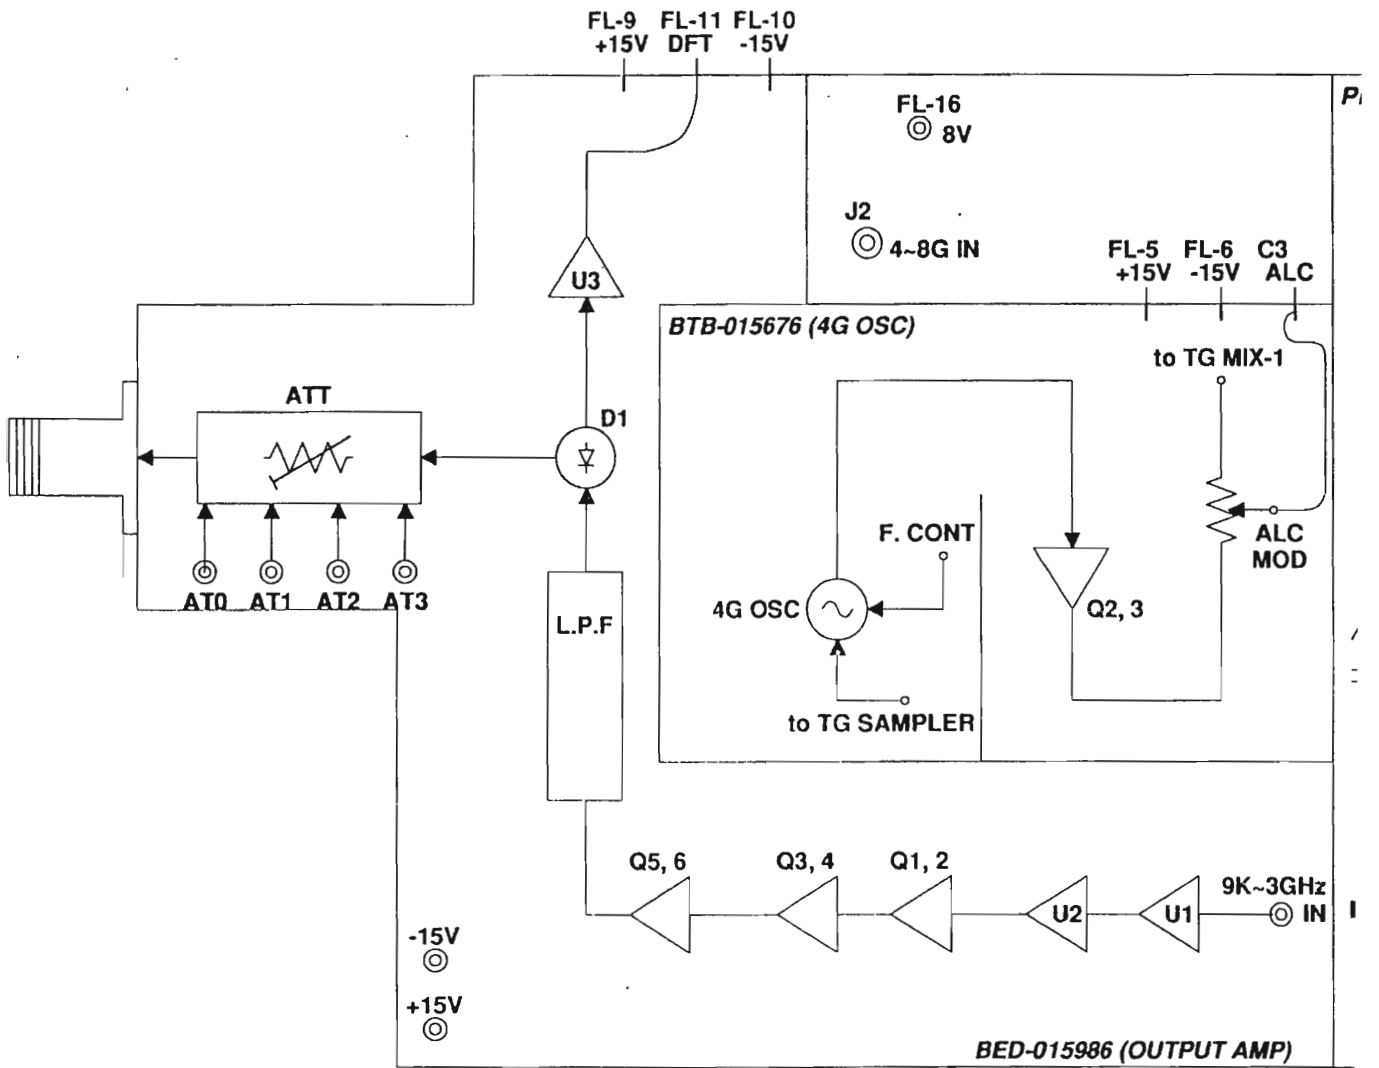 FL-9 FL-11 FL-10
+15V DFT -15V
FL-16
8V
J2
4~8G IN
FL-5 FL-6 C3
+15V -15V ALC
U3
BTB-015676 (4G OSC)
to TG MIX-1
ATT
D1
F. CONT
ALC
MOD
AT0 AT1 AT2 AT3
L.P.F
4G OSC
Q2, 3
to TG SAMPLER
Q5, 6
Q3, 4
Q1, 2
9K~3GHz
U2
U1
IN
-15V
+15V
BED-015986 (OUTPUT AMP)